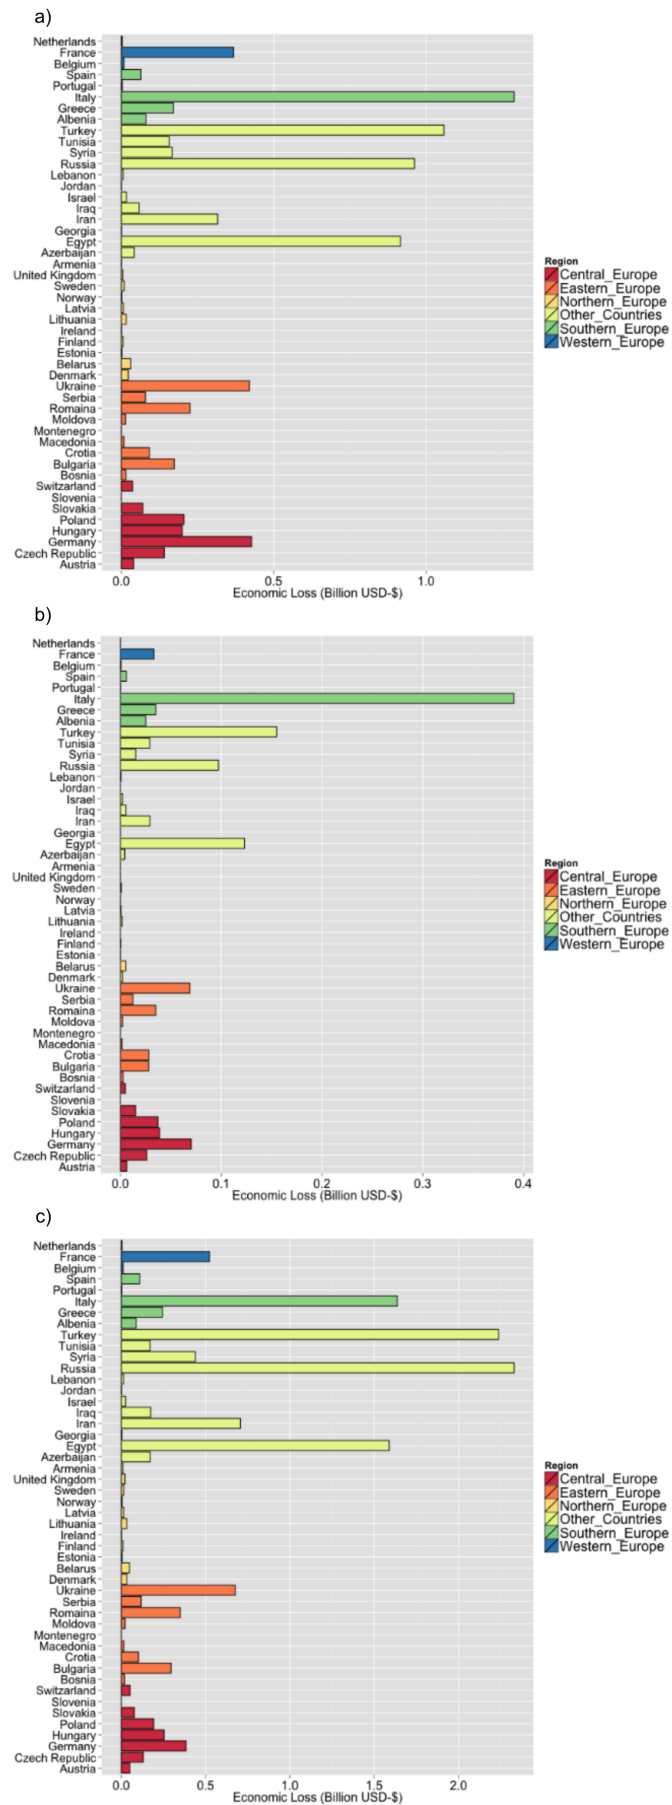 a)
Netherlands
France
Belgium
Spain
Portugal
Italy
Greece
Albenia
Turkey
Tunisia
Syria
Russia
Lebanon
Jordan
Israel
Iraq
Iran
Georgia
Egypt
Azerbaijan
Armenia
United Kingdom
Sweden
Norway
Latvia
Lithuania
Ireland
Finland
Estonia
Belarus
Denmark
Ukraine
Serbia
Romaina
Moldova
Montenegro
Macedonia
Crotia
Bulgaria
Bosnia
Switzarland
Slovenia
Slovakia
Poland
Hungary
Germany
Czech Republic
Austria
0.0 0.5 1.0
Economic Loss (Billion USD-$)
Region
Central_Europe
Eastern_Europe
Northern_Europe
Other_Countries
Southern_Europe
Western_Europe
b)
Netherlands
France
Belgium
Spain
Portugal
Italy
Greece
Albenia
Turkey
Tunisia
Syria
Russia
Lebanon
Jordan
Israel
Iraq
Iran
Georgia
Egypt
Azerbaijan
Armenia
United Kingdom
Sweden
Norway
Latvia
Lithuania
Ireland
Finland
Estonia
Belarus
Denmark
Ukraine
Serbia
Romaina
Moldova
Montenegro
Macedonia
Crotia
Bulgaria
Bosnia
Switzarland
Slovenia
Slovakia
Poland
Hungary
Germany
Czech Republic
Austria
0.0 0.1 0.2 0.3 0.4
Economic Loss (Billion USD-$)
Region
Central_Europe
Eastern_Europe
Northern_Europe
Other_Countries
Southern_Europe
Western_Europe
c)
Netherlands
France
Belgium
Spain
Portugal
Italy
Greece
Albenia
Turkey
Tunisia
Syria
Russia
Lebanon
Jordan
Israel
Iraq
Iran
Georgia
Egypt
Azerbaijan
Armenia
United Kingdom
Sweden
Norway
Latvia
Lithuania
Ireland
Finland
Estonia
Belarus
Denmark
Ukraine
Serbia
Romaina
Moldova
Montenegro
Macedonia
Crotia
Bulgaria
Bosnia
Switzarland
Slovenia
Slovakia
Poland
Hungary
Germany
Czech Republic
Austria
0.0 0.5 1.0 1.5 2.0
Economic Loss (Billion USD-$)
Region
Central_Europe
Eastern_Europe
Northern_Europe
Other_Countries
Southern_Europe
Western_Europe